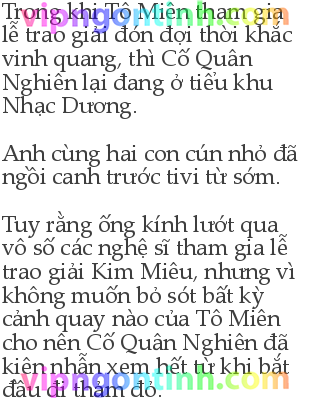 Trong khi Tô Miên tham gia
vipngontinh.com
lễ trao giải đón đợi thời khắc
vinh quang, thì Cố Quân
Nghiên lại đang ở tiểu khu
Nhạc Dương.
Anh cùng hai con cún nhỏ đã
ngồi canh trước tivi từ sớm.
Tuy rằng ống kính lướt qua
vô số các nghệ sĩ tham gia lễ
trao giải Kim Miêu, nhưng vì
không muốn bỏ sót bất kỳ
cảnh quay nào của Tô Miên
cho nên Cố Quân Nghiên đã
kiên nhẫn xem hết từ khi bắt
vipngontinh.com
đầu đi thảm đỏ.